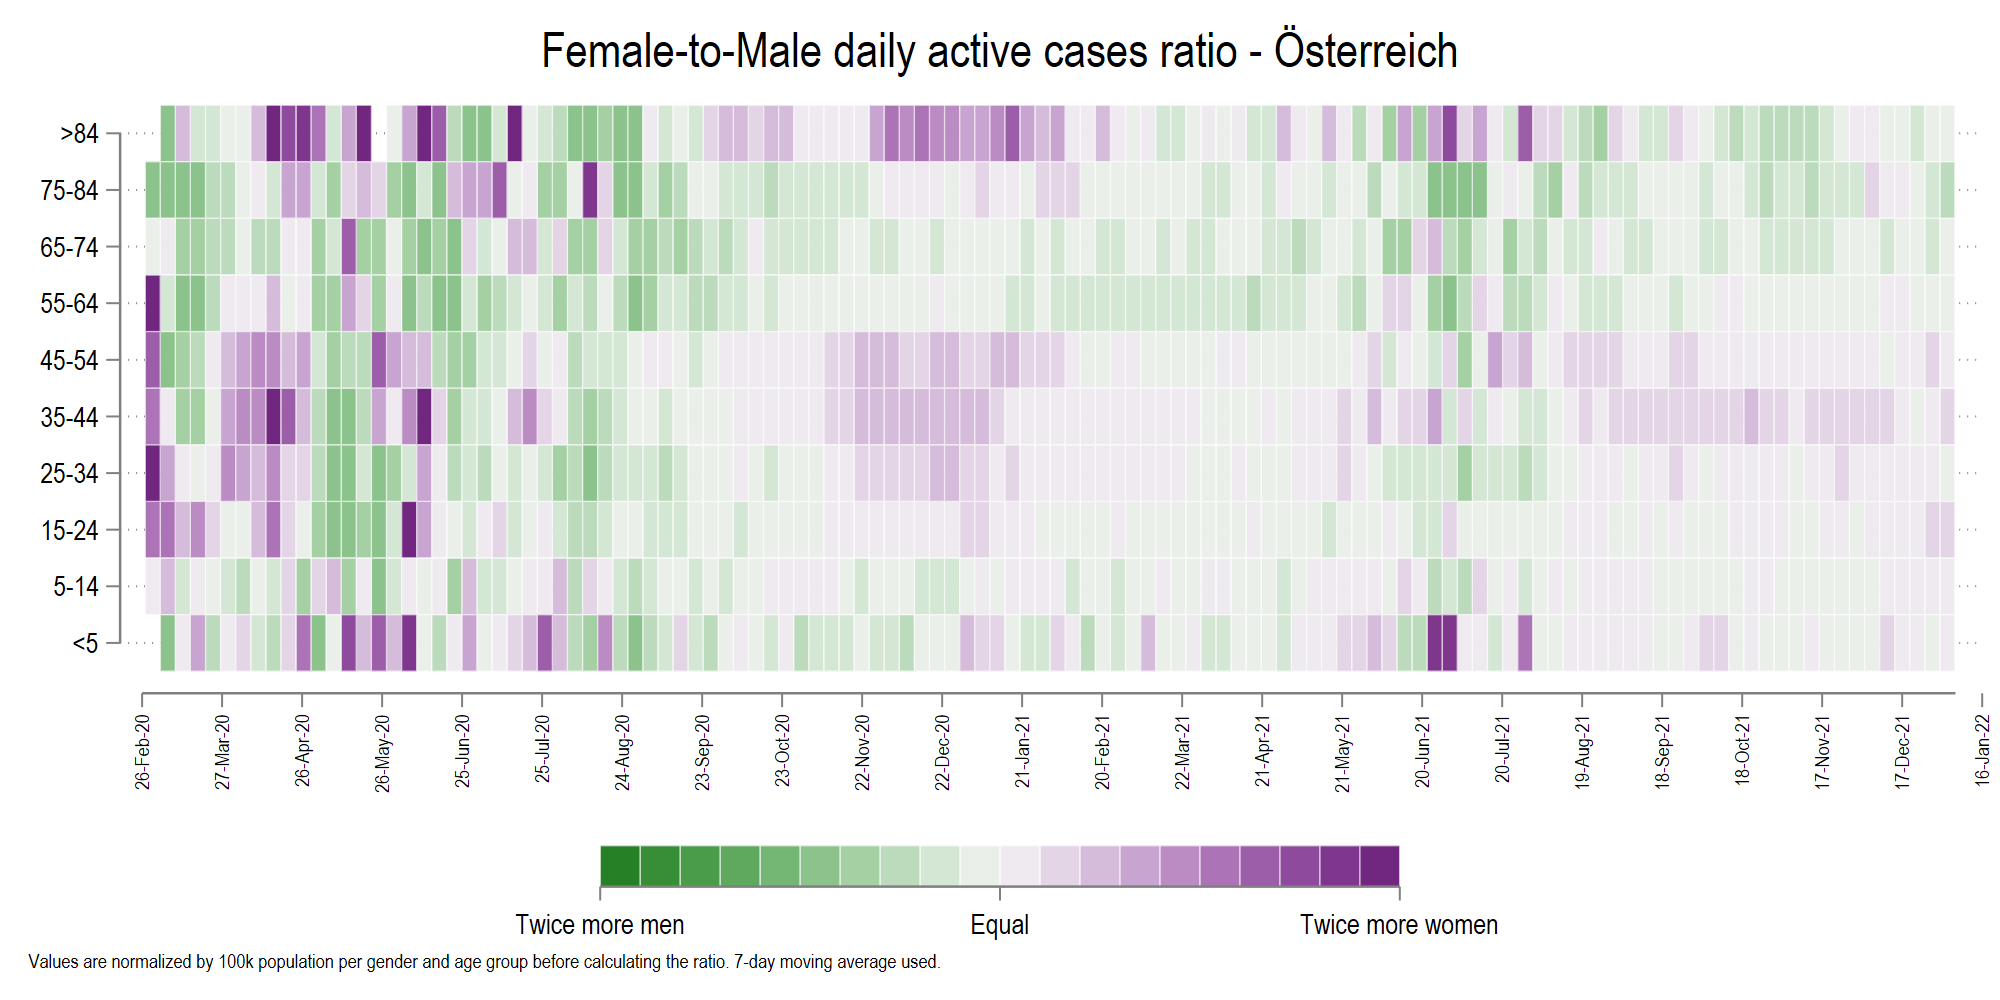 Female-to-Male daily active cases ratio - Österreich
>84
75-84
65-74
55-64
45-54
35-44
25-34
15-24
5-14
<5
26-Feb-20
27-Mar-20
26-Apr-20
26-May-20
25-Jun-20
25-Jul-20
24-Aug-20
23-Sep-20
23-Oct-20
22-Nov-20
22-Dec-20
21-Jan-21
20-Feb-21
22-Mar-21
21-Apr-21
21-May-21
20-Jun-21
20-Jul-21
19-Aug-21
18-Sep-21
18-Oct-21
17-Nov-21
17-Dec-21
16-Jan-22
Twice more men
Equal
Twice more women
Values are normalized by 100k population per gender and age group before calculating the ratio. 7-day moving average used.